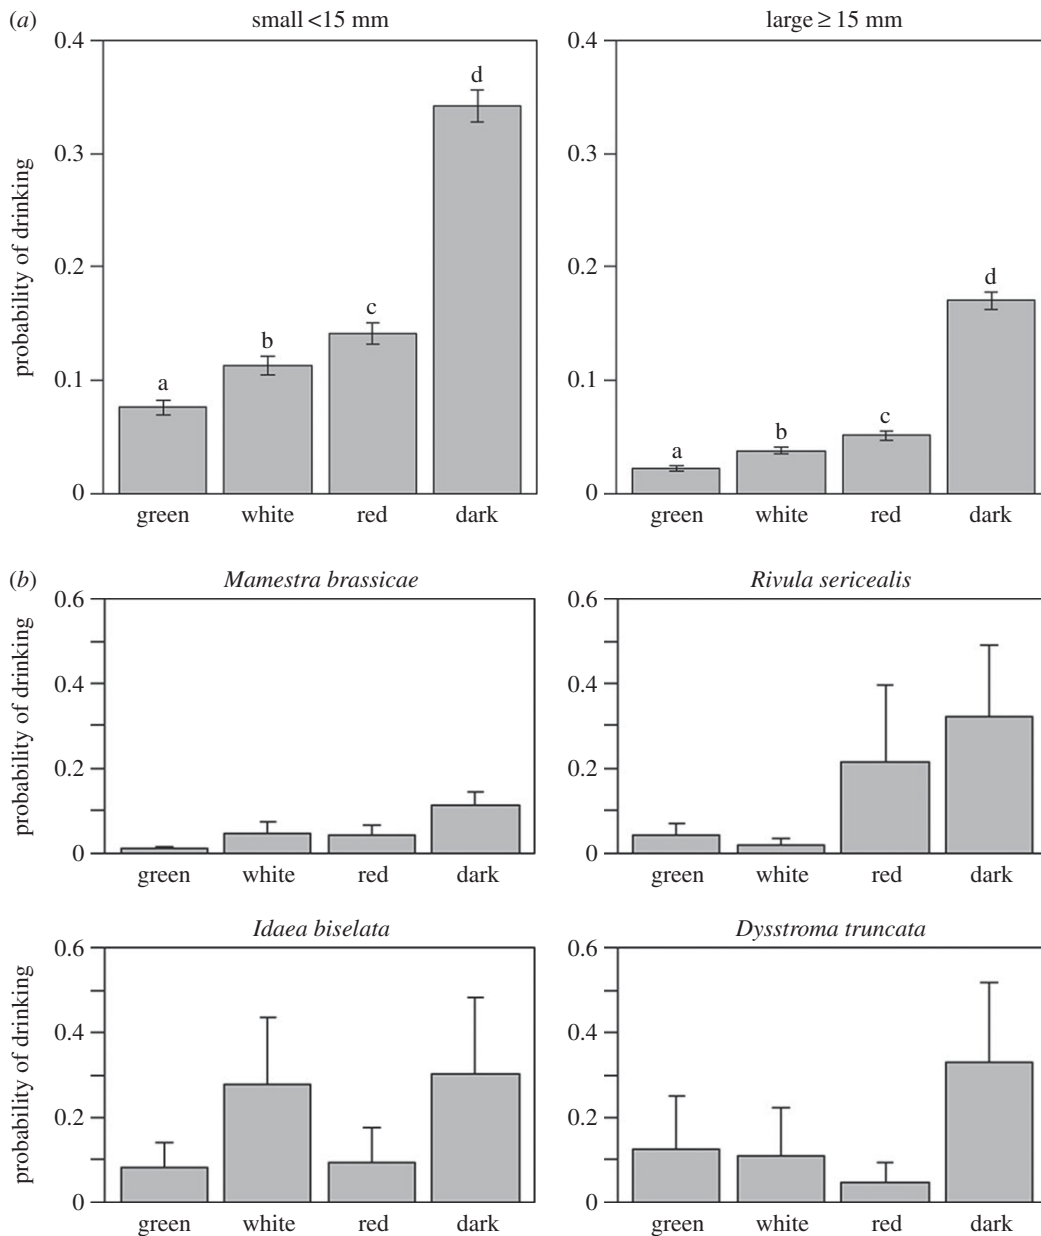 (a) small <15 mm large ≥ 15 mm
0.4 0.4
d
0.3 0.3
probability of drinking
0.2 0.2
d
c
b
0.1 0.1
a
c
b
a
0 0
green white red dark green white red dark
(b) Mamestra brassicae Rivula sericealis
0.6 0.6
0.4 0.4
probability of drinking
0.2 0.2
0 0
green white red dark green white red dark
Idaea biselata Dysstroma truncata
0.6 0.6
0.4 0.4
probability of drinking
0.2 0.2
0 0
green white red dark green white red dark